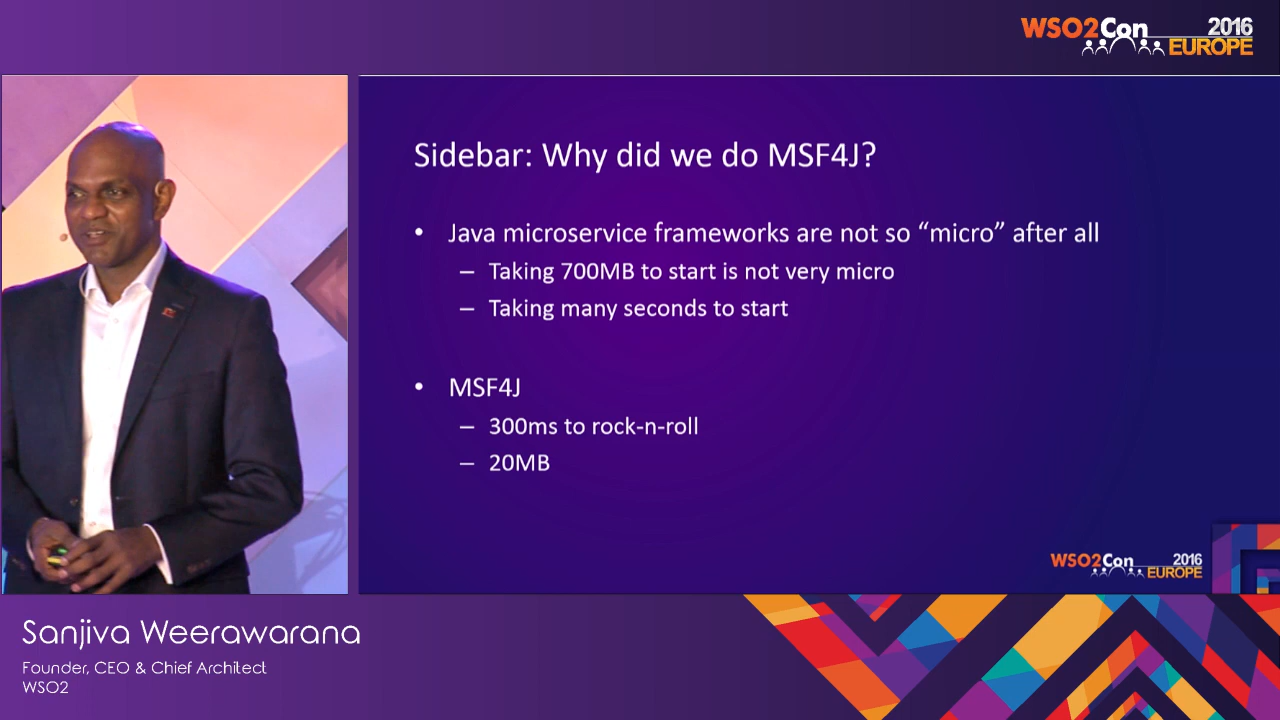 WSO2Con 2016
EUROPE
Sidebar: Why did we do MSF4J?
• Java microservice frameworks are not so “micro” after all
– Taking 700MB to start is not very micro
– Taking many seconds to start
• MSF4J
– 300ms to rock-n-roll
– 20MB
WSO2Con 2016
EUROPE
Sanjiva Weerawarana
Founder, CEO & Chief Architect
WSO2